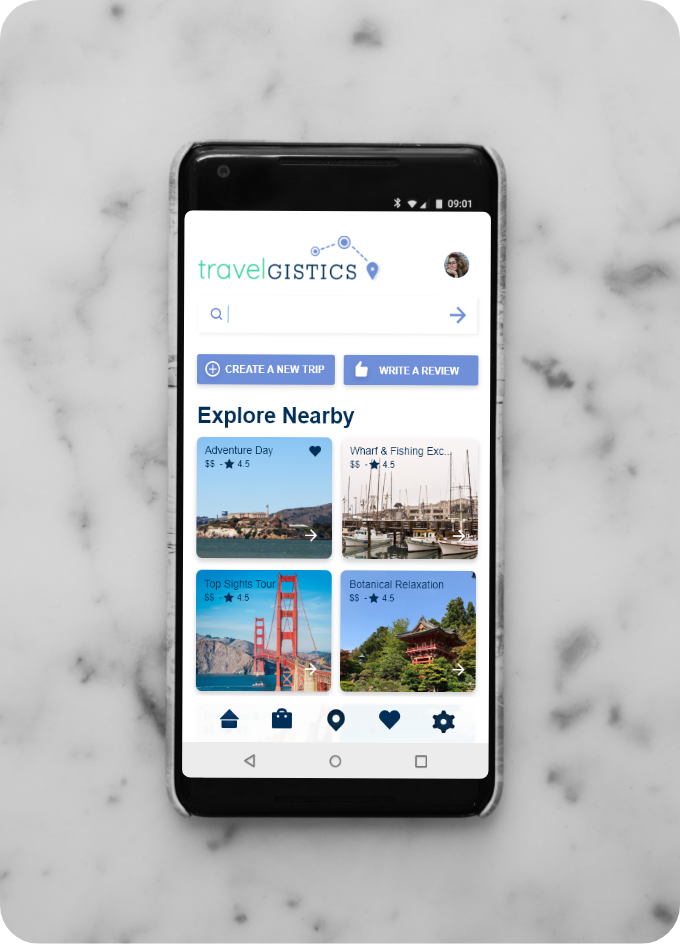 09:01
travelGISTICS
CREATE A NEW TRIP
WRITE A REVIEW
Explore Nearby
Adventure Day
$$ - ★ 4.5
Wharf & Fishing Exc...
$$ - ★ 4.5
Top Sights Tour
$$ - ★ 4.5
Botanical Relaxation
$$ - ★ 4.5